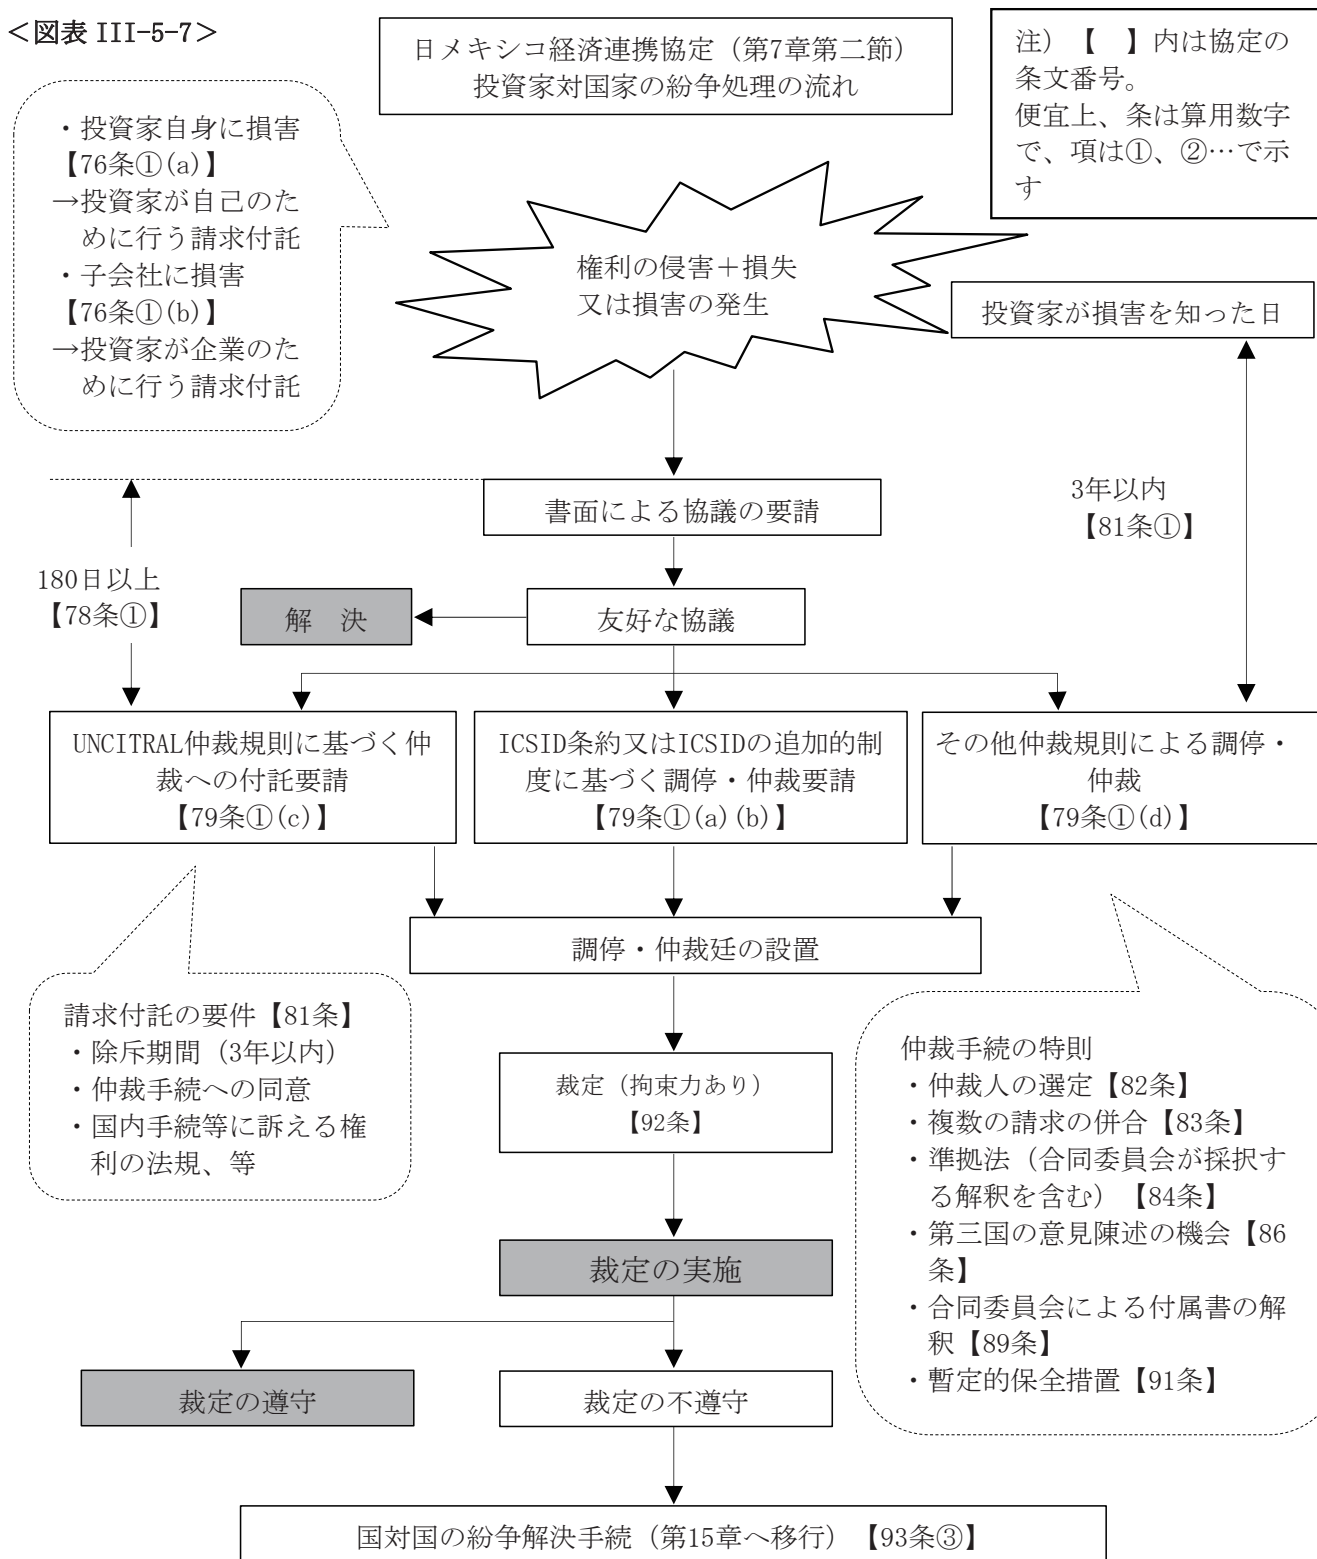 <図表 III-5-7>
日メキシコ経済連携協定（第7章第二節）
投資家対国家の紛争処理の流れ
注）【　】内は協定の
条文番号。
便宜上、条は算用数字
で、項は①、②…で示
す
・投資家自身に損害
【76条①(a)】
→投資家が自己のた
めに行う請求付託
・子会社に損害
【76条①(b)】
→投資家が企業のた
めに行う請求付託
権利の侵害＋損失
又は損害の発生
投資家が損害を知った日
書面による協議の要請
3年以内
【81条①】
180日以上
【78条①】
解　決
友好な協議
UNCITRAL仲裁規則に基づく仲
裁への付託要請
【79条①(c)】
ICSID条約又はICSIDの追加的制
度に基づく調停・仲裁要請
【79条①(a)(b)】
その他仲裁規則による調停・
仲裁
【79条①(d)】
調停・仲裁廷の設置
請求付託の要件【81条】
・除斥期間（3年以内）
・仲裁手続への同意
・国内手続等に訴える権
利の法規、等
裁定（拘束力あり）
【92条】
仲裁手続の特則
・仲裁人の選定【82条】
・複数の請求の併合【83条】
・準拠法（合同委員会が採択す
る解釈を含む）【84条】
・第三国の意見陳述の機会【86
条】
・合同委員会による付属書の解
釈【89条】
・暫定的保全措置【91条】
裁定の実施
裁定の遵守
裁定の不遵守
国対国の紛争解決手続（第15章へ移行）【93条③】